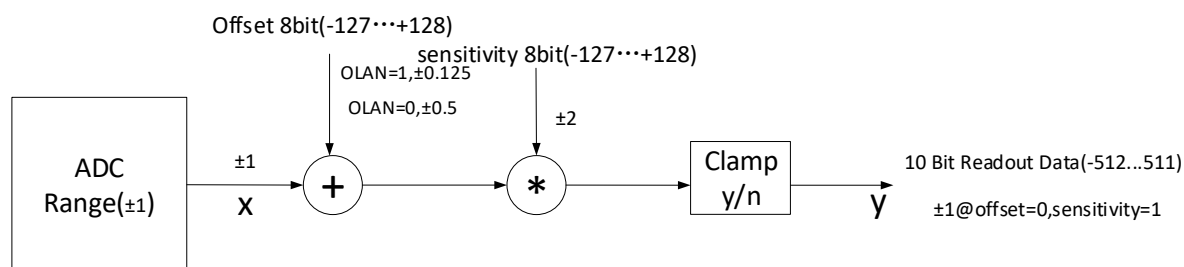 Offset 8bit(-127⋯+128)
sensitivity 8bit(-127⋯+128)
OLAN=1,±0.125
OLAN=0,±0.5
±2
ADC
Range(±1)
±1
x
+
*
Clamp
y/n
y
10 Bit Readout Data(-512...511)
±1@offset=0,sensitivity=1